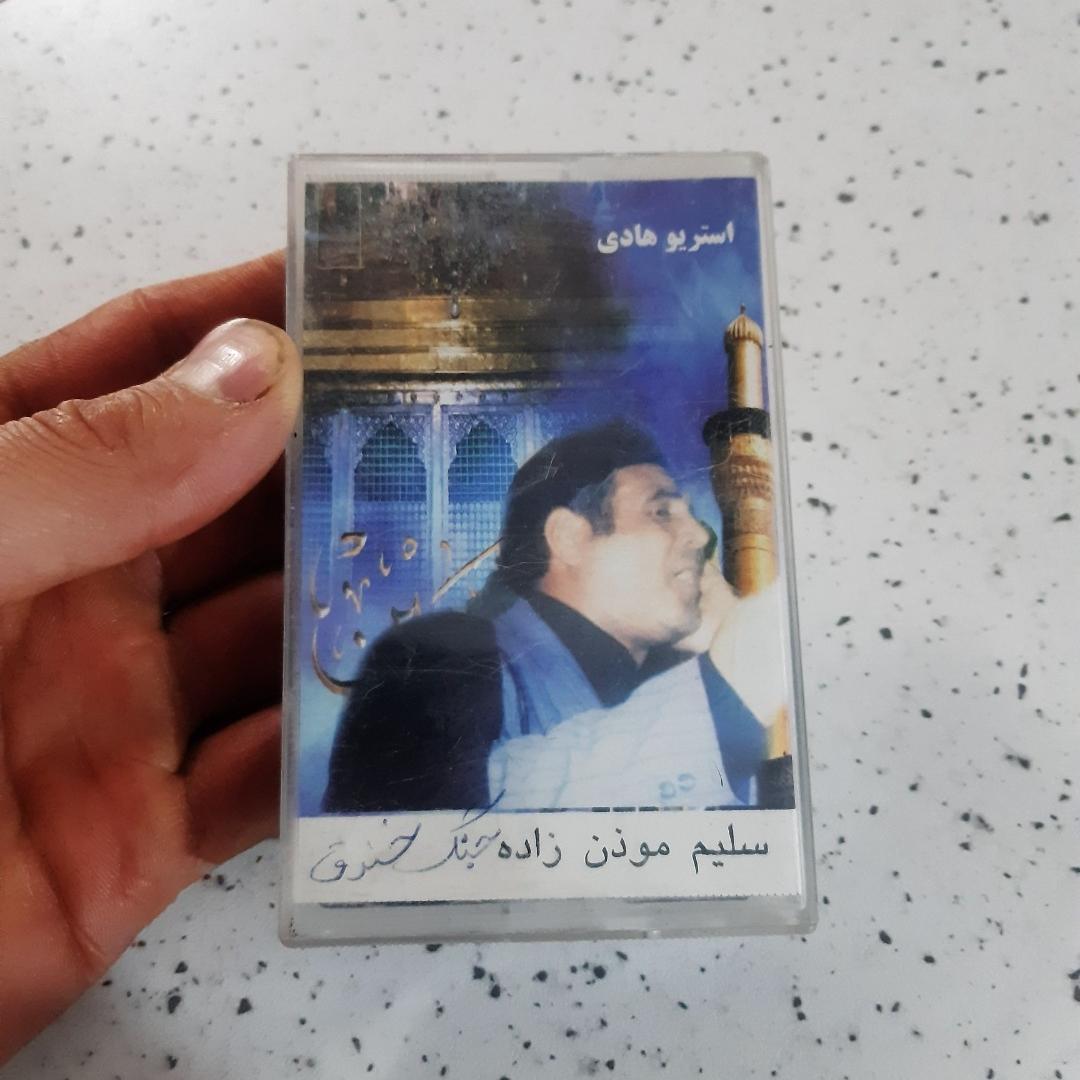 استریو هادی
سلیم موذن زاده جنگ خندق